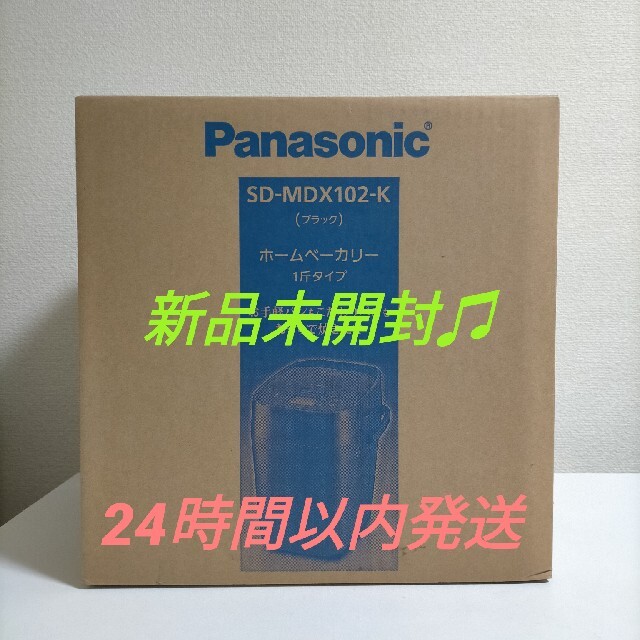 Panasonic®
SD-MDX102-K
(ブラック)
ホームベーカリー
1斤タイプ
新品未開封♫
24時間以内発送